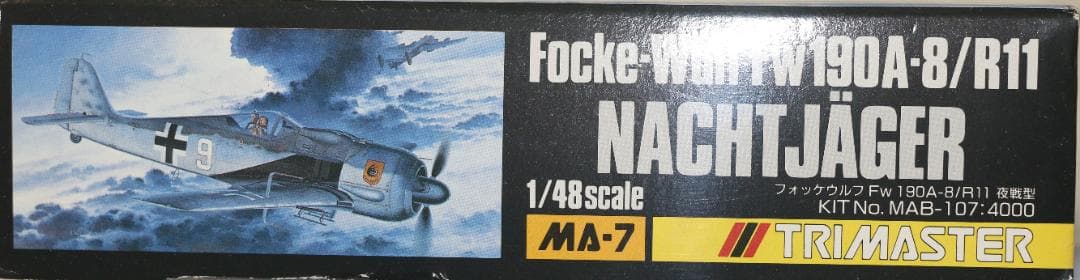 Focke-Wulf Fw190A-8/R11
NACHTJÄGER
1/48scale
フォッケウルフ Fw 190A-8/R11 夜戦型
KIT No. MAB-107:4000
MA-7
TRIMASTER
9